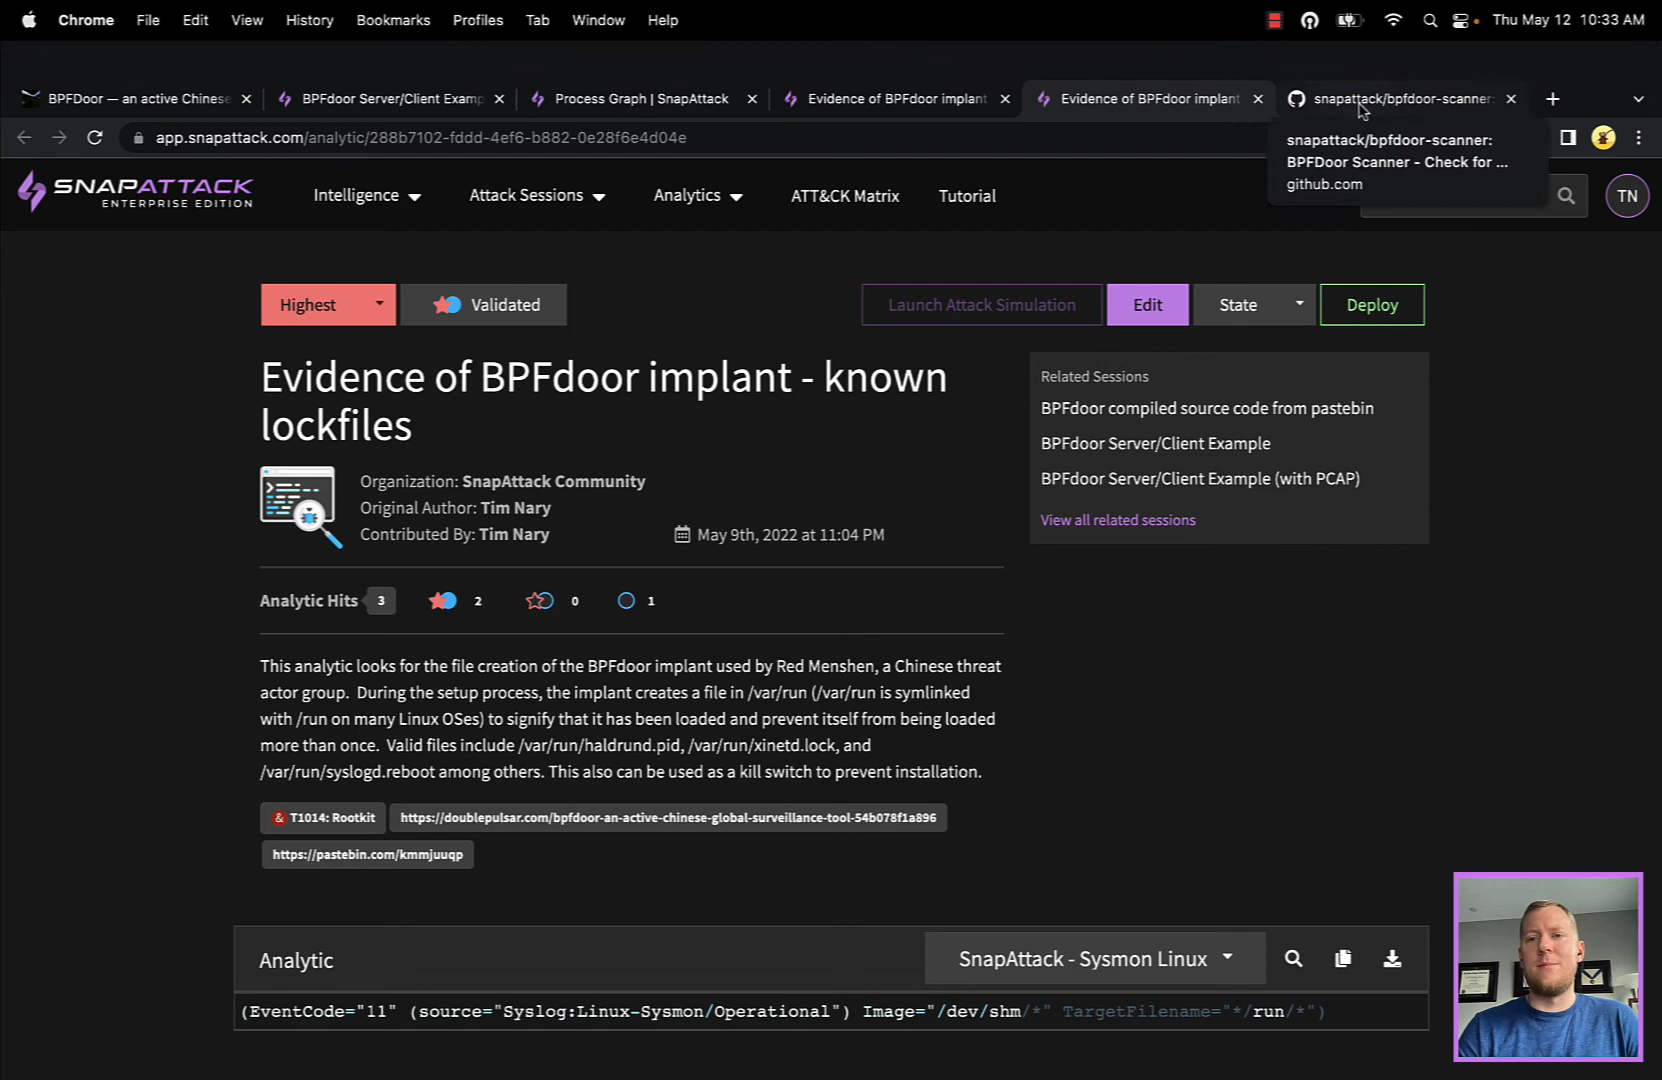 Chrome File Edit View History Bookmarks Profiles Tab Window Help Thu May 12 10:33 AM
BPFDoor — an active Chinese BPFdoor Server/Client Examp Process Graph | SnapAttack Evidence of BPFdoor implant Evidence of BPFdoor implant snapattack/bpfdoor-scanner:
app.snapattack.com/analytic/288b7102-fddd-4ef6-b882-0e28f6e4d04e
snapattack/bpfdoor-scanner:
BPFDoor Scanner - Check for ...
github.com
SNAPATTACK
ENTERPRISE EDITION
Intelligence Attack Sessions Analytics ATT&CK Matrix Tutorial TN
Highest Validated Launch Attack Simulation Edit State Deploy
Evidence of BPFdoor implant - known
lockfiles
Organization: SnapAttack Community
Original Author: Tim Nary
Contributed By: Tim Nary May 9th, 2022 at 11:04 PM
Related Sessions
BPFdoor compiled source code from pastebin
BPFdoor Server/Client Example
BPFdoor Server/Client Example (with PCAP)
View all related sessions
Analytic Hits 3 2 0 1
This analytic looks for the file creation of the BPFdoor implant used by Red Menshen, a Chinese threat
actor group. During the setup process, the implant creates a file in /var/run (/var/run is symlinked
with /run on many Linux OSes) to signify that it has been loaded and prevent itself from being loaded
more than once. Valid files include /var/run/haldrund.pid, /var/run/xinetd.lock, and
/var/run/syslogd.reboot among others. This also can be used as a kill switch to prevent installation.
& T1014: Rootkit https://doublepulsar.com/bpfdoor-an-active-chinese-global-surveillance-tool-54b078f1a896
https://pastebin.com/kmmjuuqp
Analytic SnapAttack - Sysmon Linux
(EventCode="11" (source="Syslog:Linux-Sysmon/Operational") Image="/dev/shm/*" TargetFilename="*/run/*")